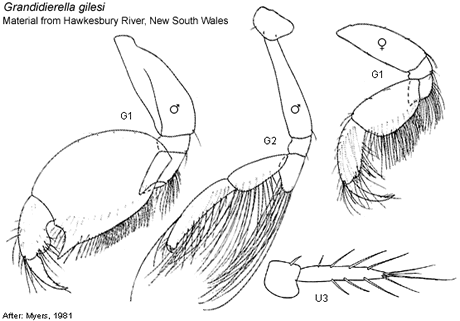 Grandidierella gilesi
Material from Hawkesbury River, New South Wales
♀
G1
G1
♂
♂
G2
U3
After: Myers, 1981